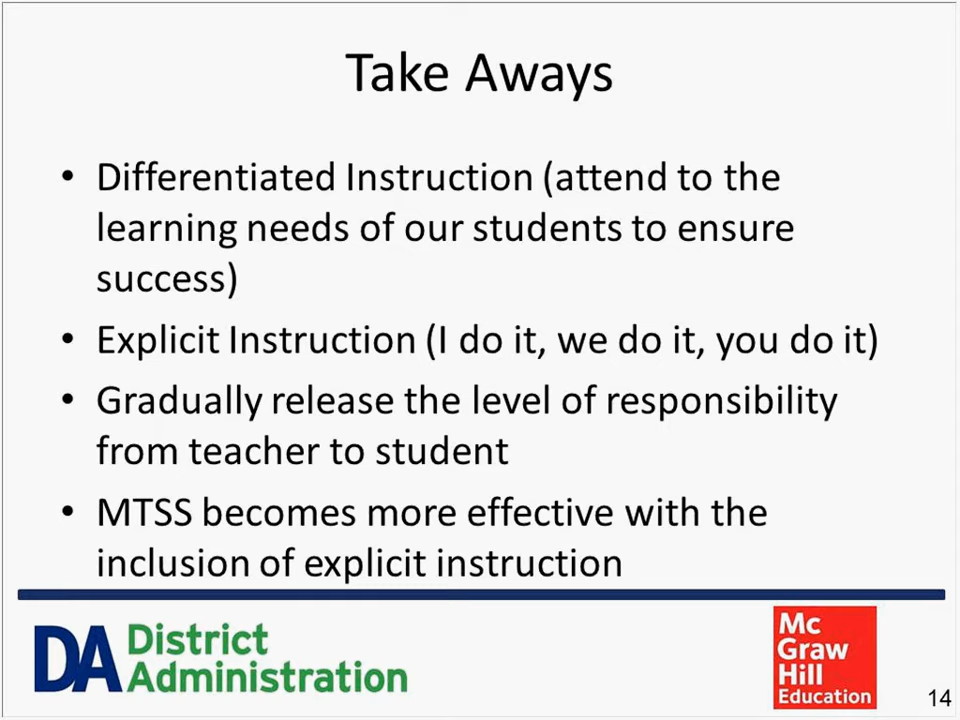 Take Aways
• Differentiated Instruction (attend to the
learning needs of our students to ensure
success)
• Explicit Instruction (I do it, we do it, you do it)
• Gradually release the level of responsibility
from teacher to student
• MTSS becomes more effective with the
inclusion of explicit instruction
DA District
Administration
Mc
Graw
Hill
Education
14